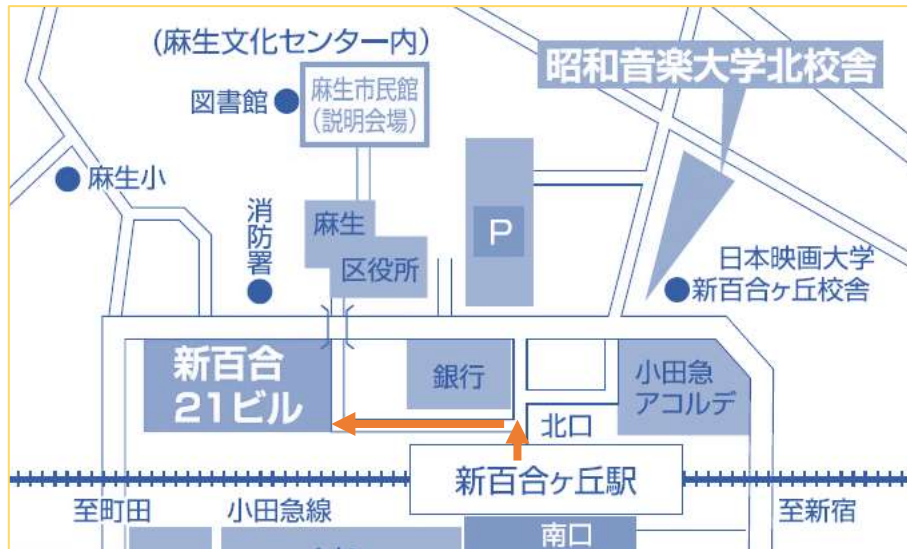 (麻生文化センター内)
昭和音楽大学北校舎
図書館
麻生市民館
(説明会場)
麻生小
消防署
麻生
区役所
P
日本映画大学
新百合ヶ丘校舎
新百合
21ビル
銀行
小田急
アコルデ
北口
新百合ヶ丘駅
至町田
小田急線
至新宿
南口